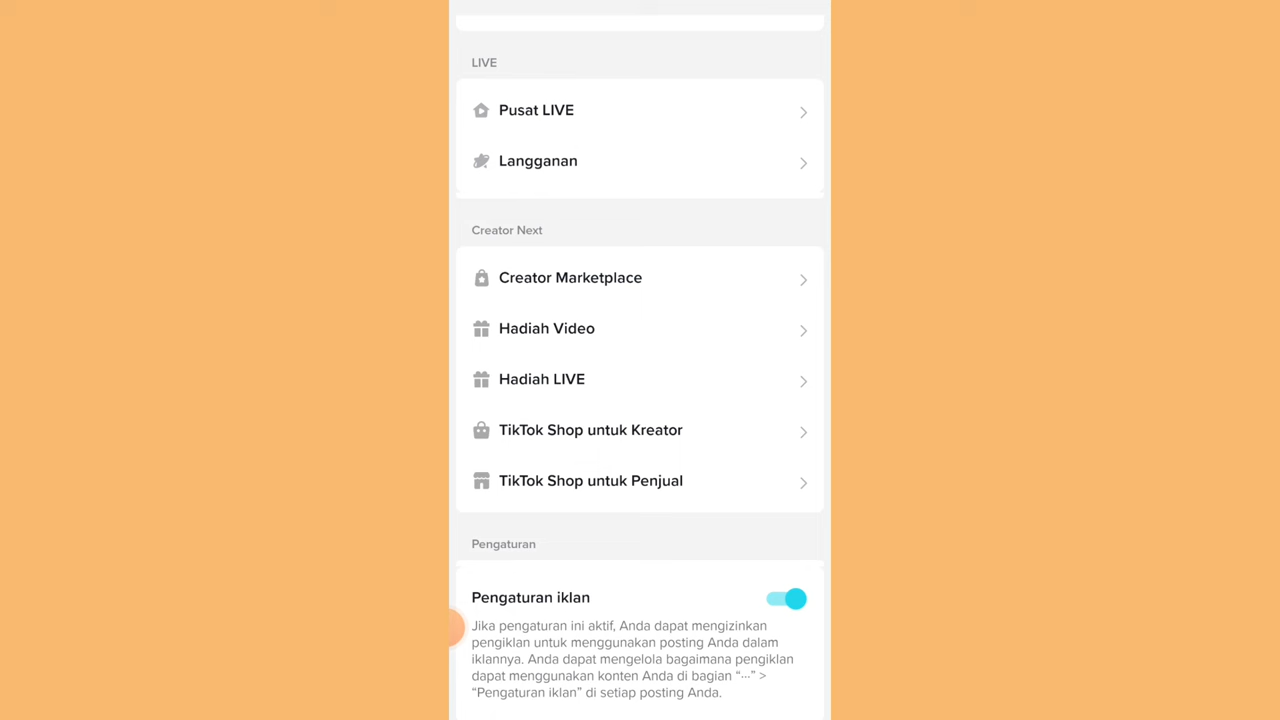 LIVE
Pusat LIVE
Langganan
Creator Next
Creator Marketplace
Hadiah Video
Hadiah LIVE
TikTok Shop untuk Kreator
TikTok Shop untuk Penjual
Pengaturan
Pengaturan iklan
Jika pengaturan ini aktif, Anda dapat mengizinkan
pengiklan untuk menggunakan posting Anda dalam
iklannya. Anda dapat mengelola bagaimana pengiklan
dapat menggunakan konten Anda di bagian “···” >
“Pengaturan iklan” di setiap posting Anda.